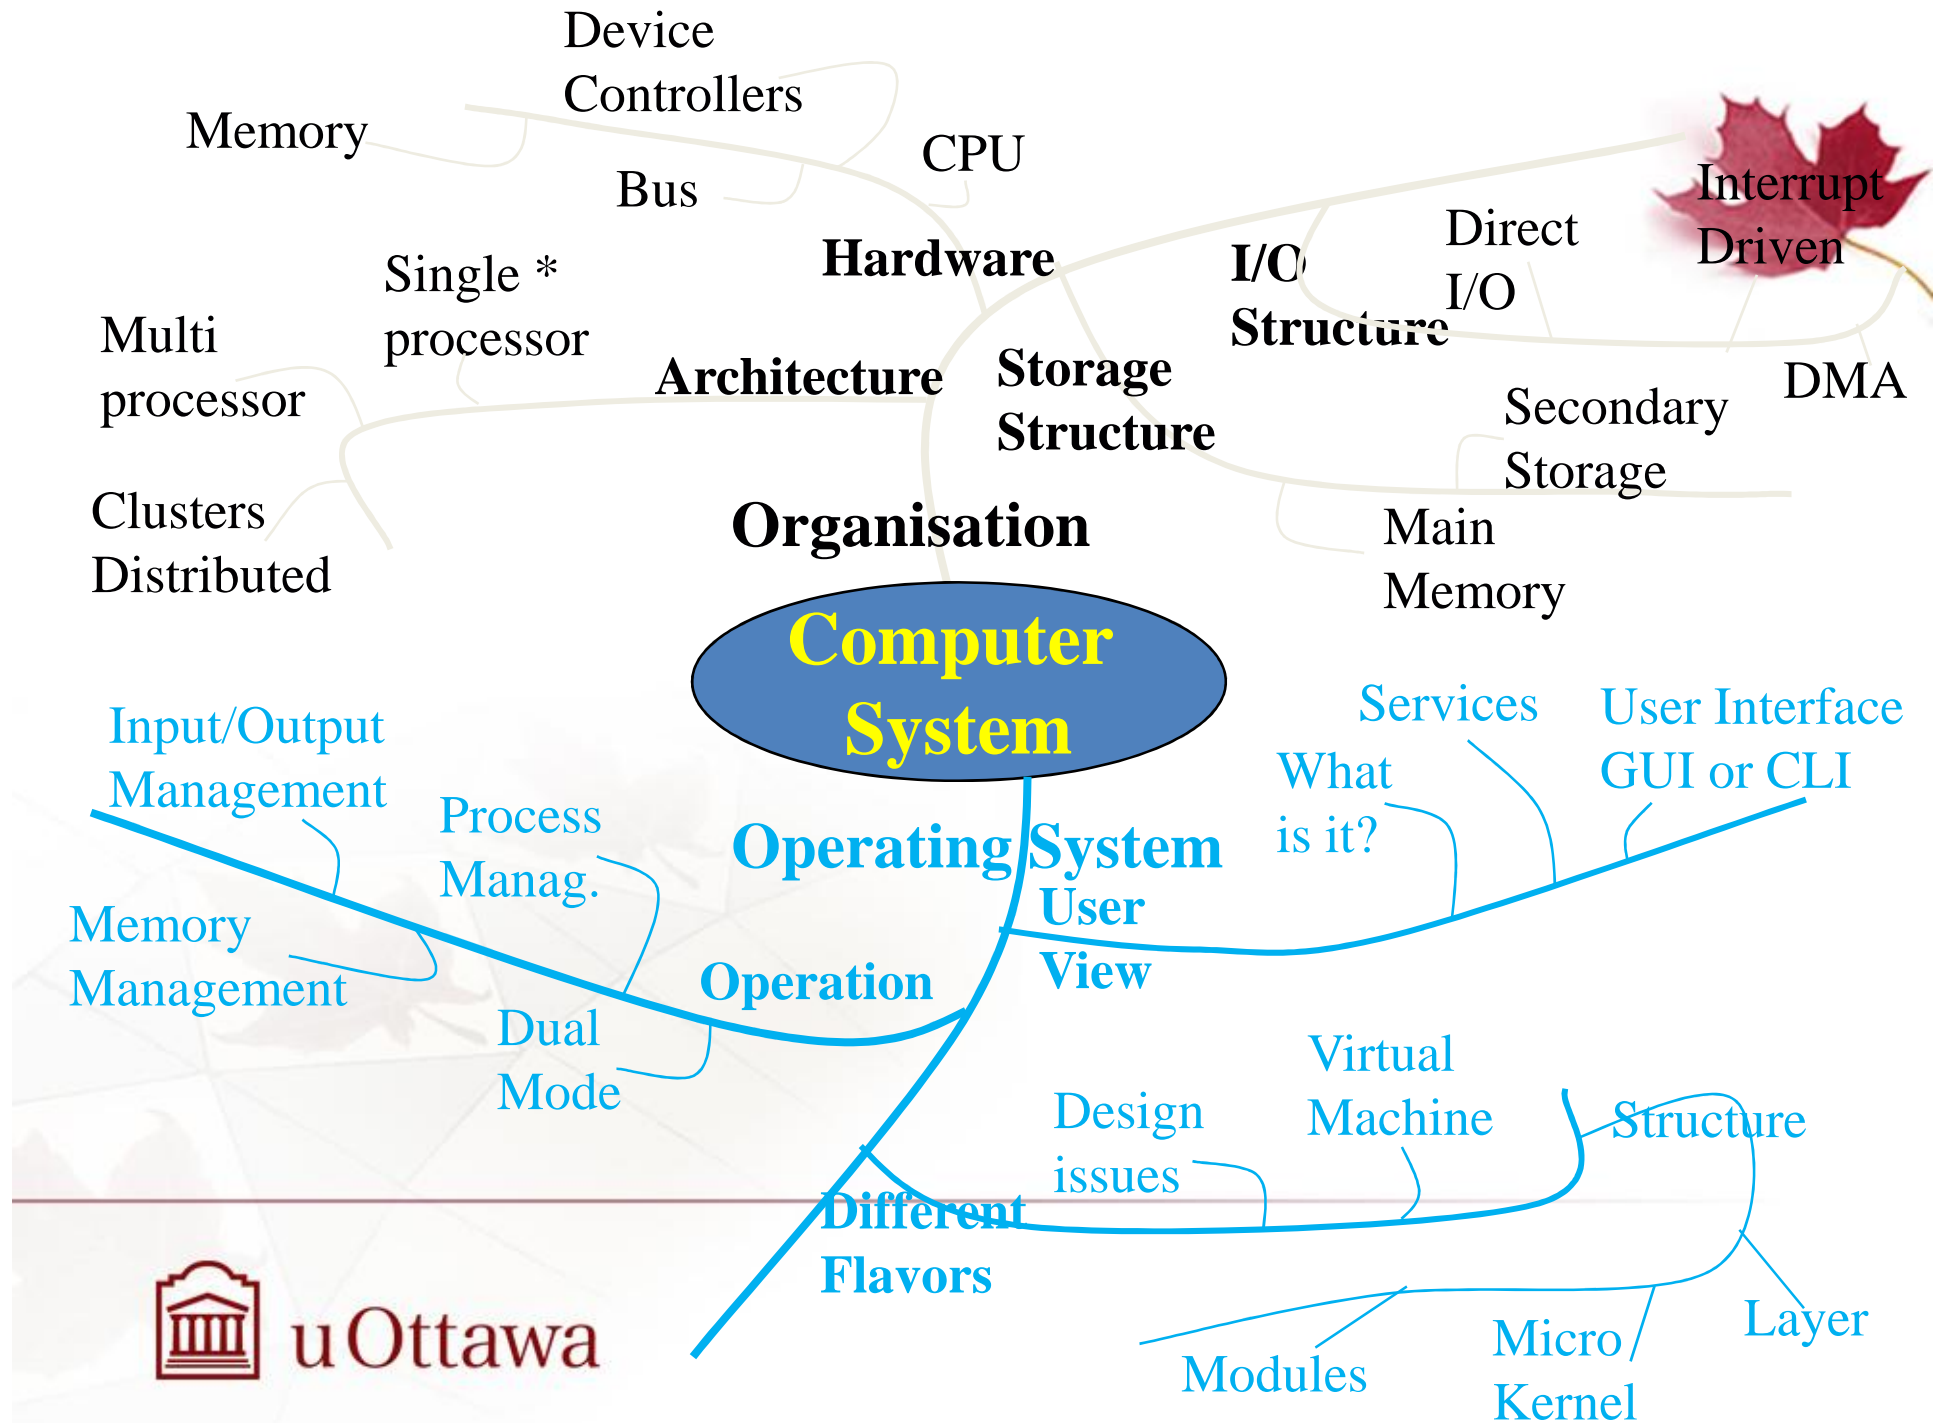 Device
Controllers
Memory
CPU
Bus
Interrupt
Driven
Direct
I/O
Hardware
I/O
Structure
Single *
processor
Multi
processor
Architecture
Storage
Structure
DMA
Secondary
Storage
Clusters
Distributed
Organisation
Main
Memory
Computer
System
Input/Output
Management
Services
User Interface
GUI or CLI
What
is it?
Process
Manag.
Operating System
User
View
Memory
Management
Operation
Dual
Mode
Virtual
Machine
Design
issues
Structure
Different
Flavors
Layer
Micro
Kernel
Modules
uOttawa